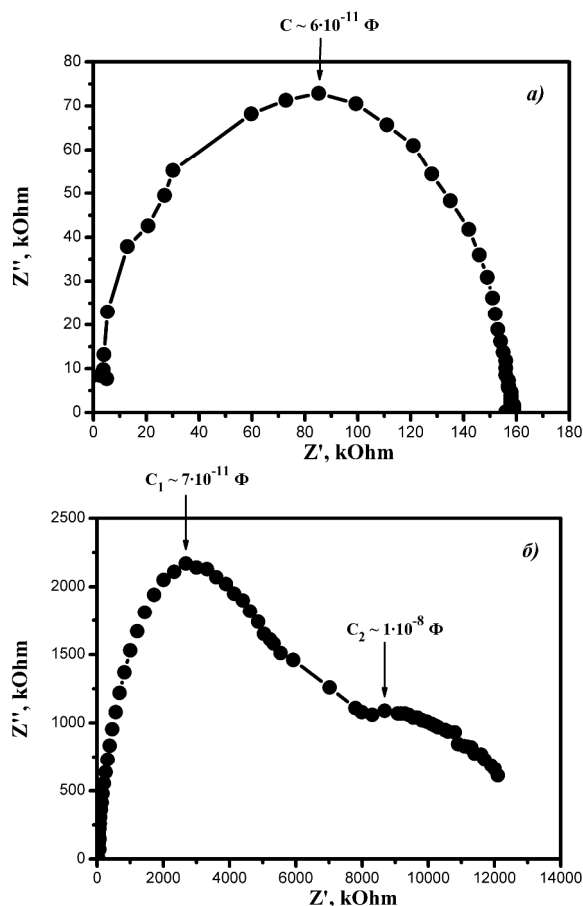 C ~ 6·10⁻¹¹ Ф
а)
80
70
60
50
40
30
20
10
0
Z'', kOhm
0 20 40 60 80 100 120 140 160 180
Z', kOhm
C₁ ~ 7·10⁻¹¹ Ф
б)
C₂ ~ 1·10⁻⁸ Ф
2500
2000
1500
1000
500
0
Z'', kOhm
0 2000 4000 6000 8000 10000 12000 14000
Z', kOhm